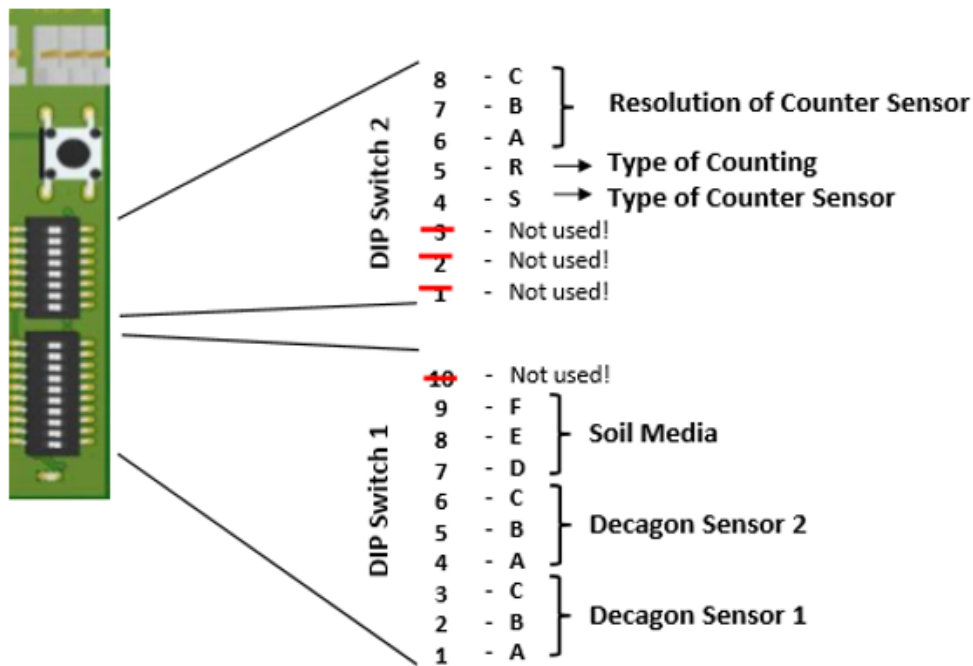 DIP Switch 2
8 - C
7 - B
6 - A
Resolution of Counter Sensor
5 - R → Type of Counting
4 - S → Type of Counter Sensor
3 - Not used!
2 - Not used!
1 - Not used!
DIP Switch 1
10 - Not used!
9 - F
8 - E
7 - D
Soil Media
6 - C
5 - B
4 - A
Decagon Sensor 2
3 - C
2 - B
1 - A
Decagon Sensor 1